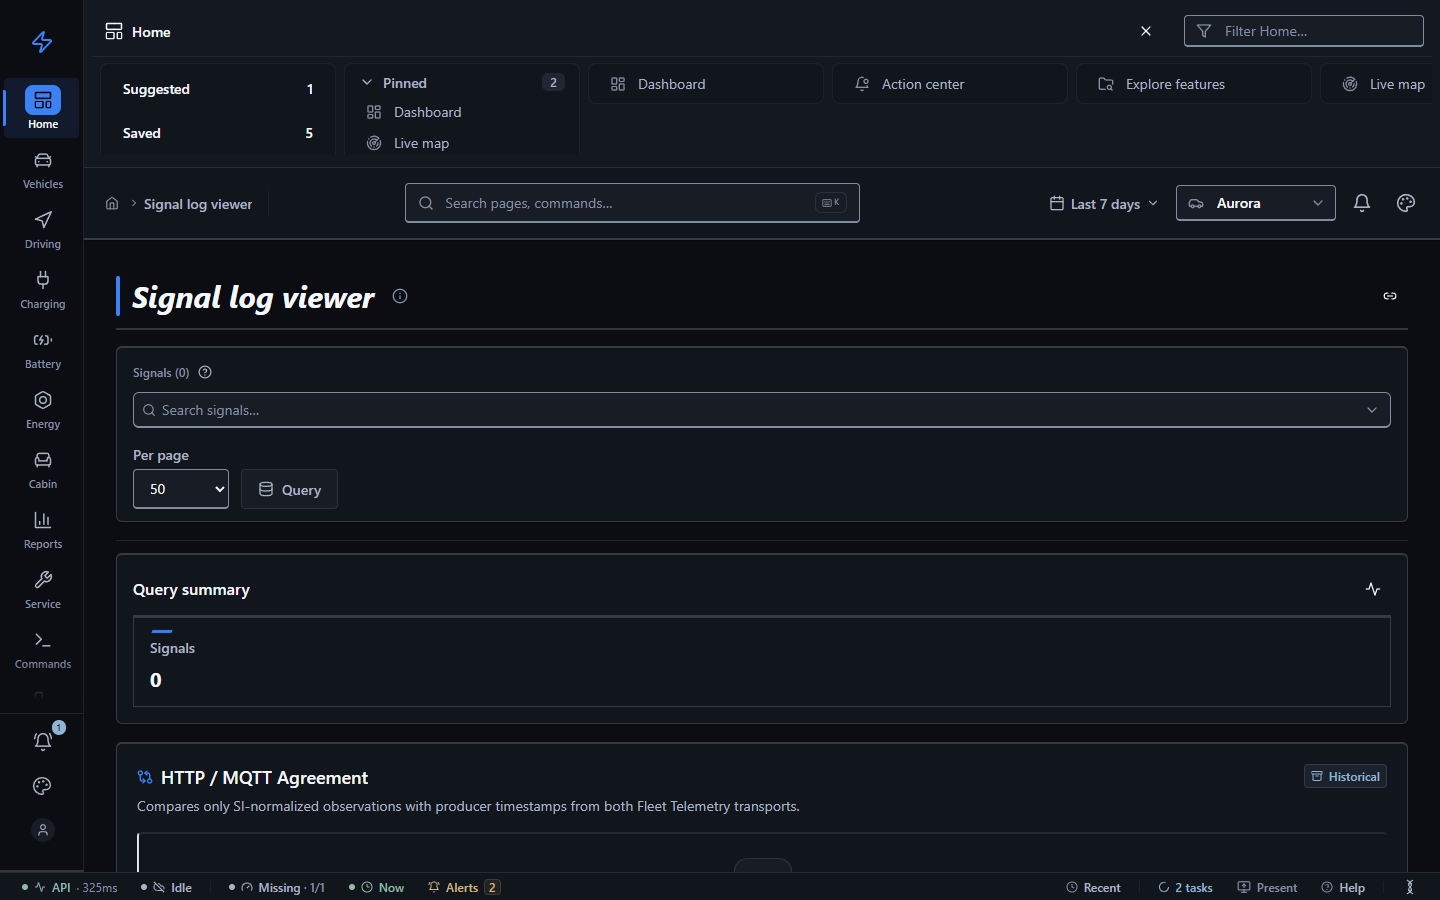 Home
Filter Home...
Home
Vehicles
Driving
Charging
Battery
Energy
Cabin
Reports
Service
Commands
1
Suggested 1
Saved 5
Pinned 2
Dashboard
Live map
Dashboard
Action center
Explore features
Live map
Signal log viewer
Search pages, commands...
K
Last 7 days
Aurora
Signal log viewer
Signals (0)
Search signals...
Per page
50
Query
Query summary
Signals
0
HTTP / MQTT Agreement
Historical
Compares only SI-normalized observations with producer timestamps from both Fleet Telemetry transports.
API · 325ms
Idle
Missing · 1/1
Now
Alerts 2
Recent
2 tasks
Present
Help